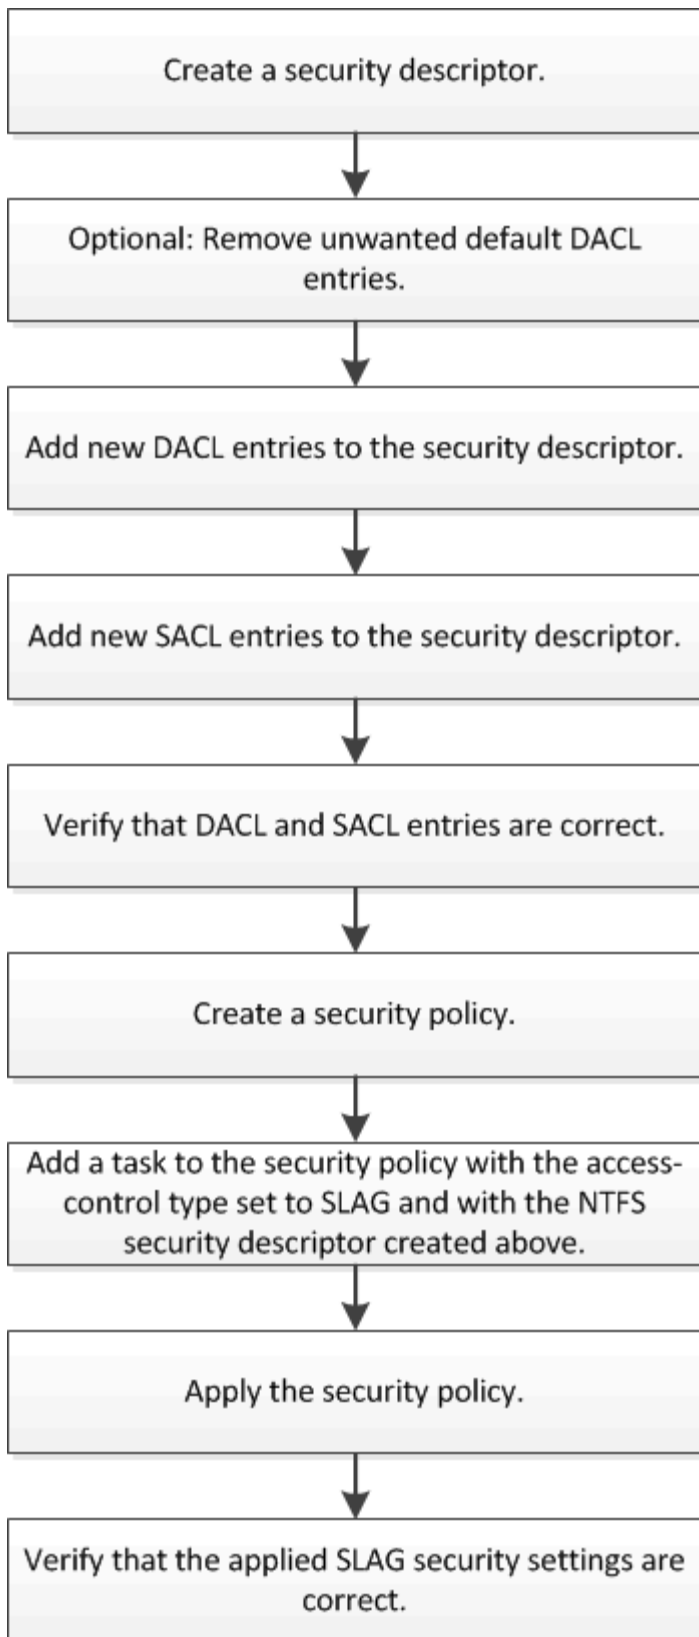 Create a security descriptor.
Optional: Remove unwanted default DACL
entries.
Add new DACL entries to the security descriptor.
Add new SACL entries to the security descriptor.
Verify that DACL and SACL entries are correct.
Create a security policy.
Add a task to the security policy with the access-
control type set to SLAG and with the NTFS
security descriptor created above.
Apply the security policy.
Verify that the applied SLAG security settings are
correct.